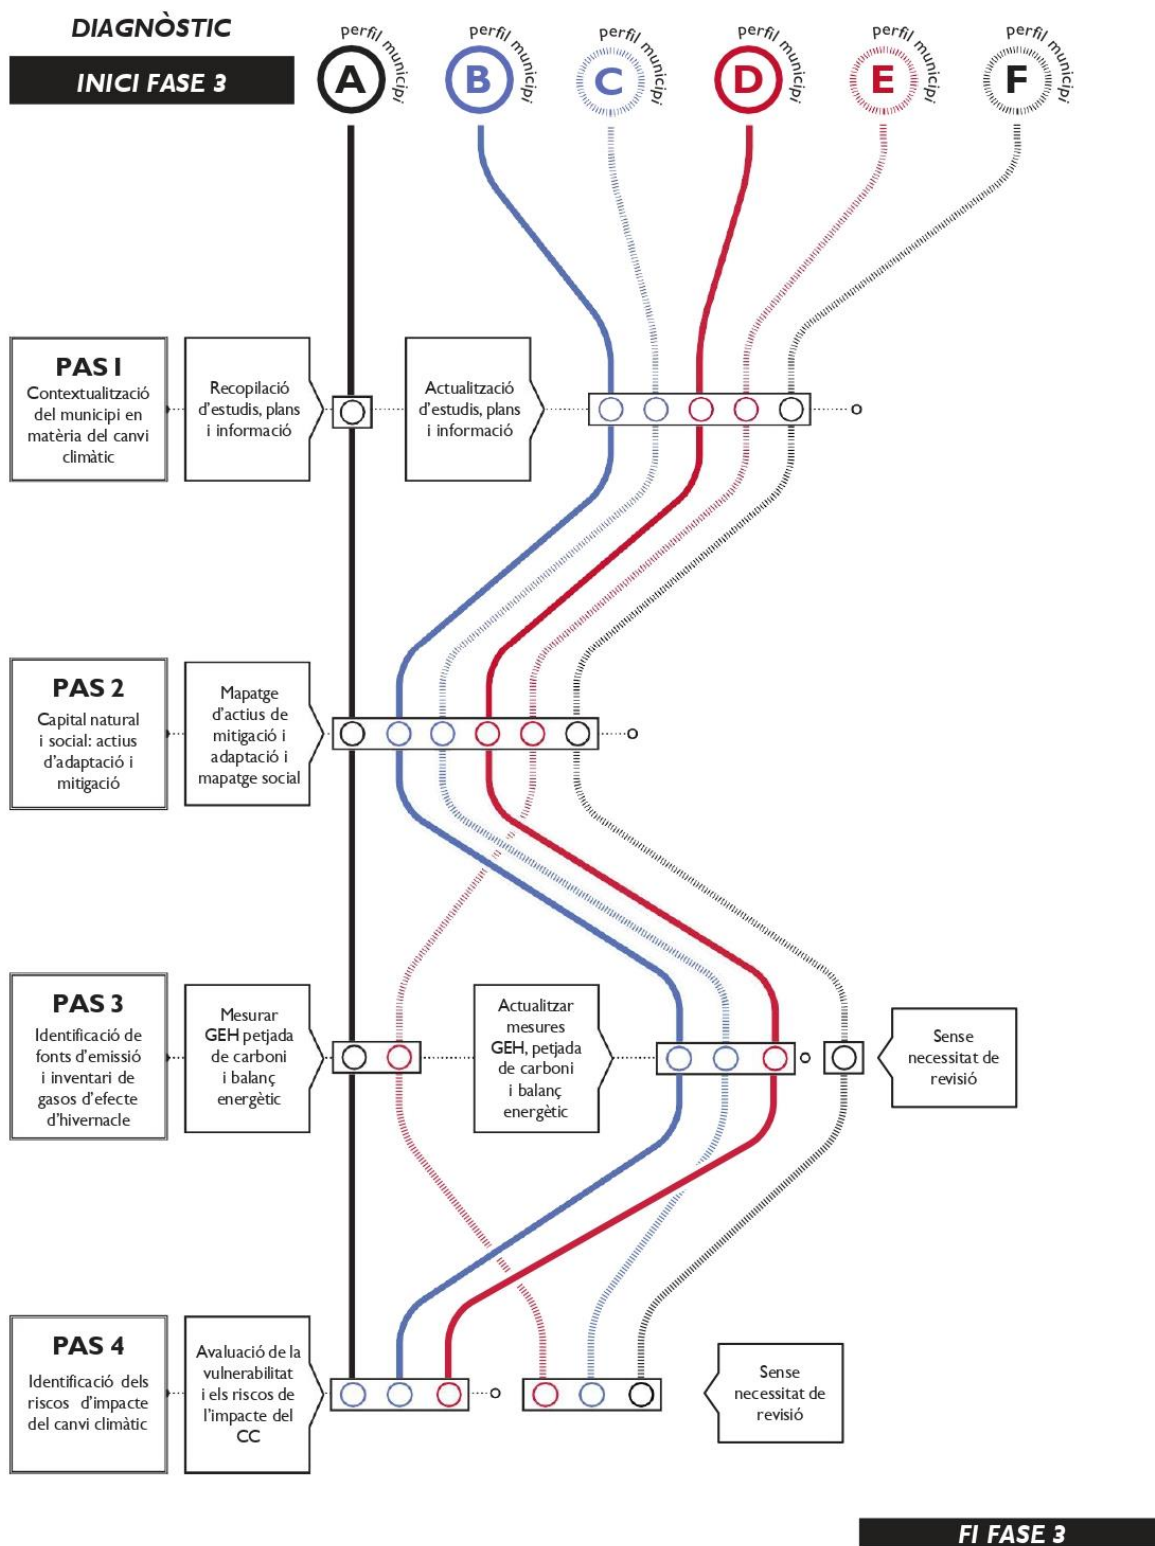 DIAGNÒSTIC
INICI FASE 3
perfil municipi
A
perfil municipi
B
perfil municipi
C
perfil municipi
D
perfil municipi
E
perfil municipi
F
PAS 1
Contextualització
del municipi en
matèria del canvi
climàtic
Recopilació
d'estudis, plans
i informació
Actualització
d'estudis, plans
i informació
PAS 2
Capital natural
i social: actius
d'adaptació i
mitigació
Mapatge
d'actius de
mitigació i
adaptació i
mapatge social
PAS 3
Identificació de
fonts d'emissió
i inventari de
gasos d'efecte
d'hivernacle
Mesurar
GEH petjada
de carboni
i balanç
energètic
Actualitzar
mesures
GEH, petjada
de carboni
i balanç
energètic
Sense
necessitat de
revisió
PAS 4
Identificació dels
riscos d'impacte
del canvi climàtic
Avaluació de la
vulnerabilitat
i els riscos de
l'impacte del
CC
Sense
necessitat de
revisió
FI FASE 3